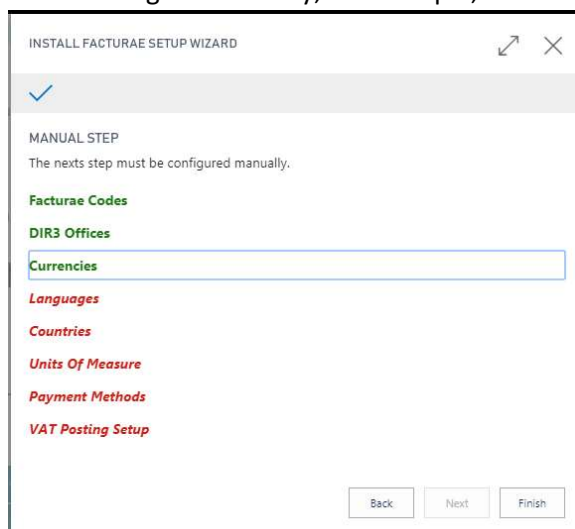 INSTALL FACTURAE SETUP WIZARD
MANUAL STEP
The nexts step must be configured manually.
Facturae Codes
DIR3 Offices
Currencies
Languages
Countries
Units Of Measure
Payment Methods
VAT Posting Setup
Back Next Finish